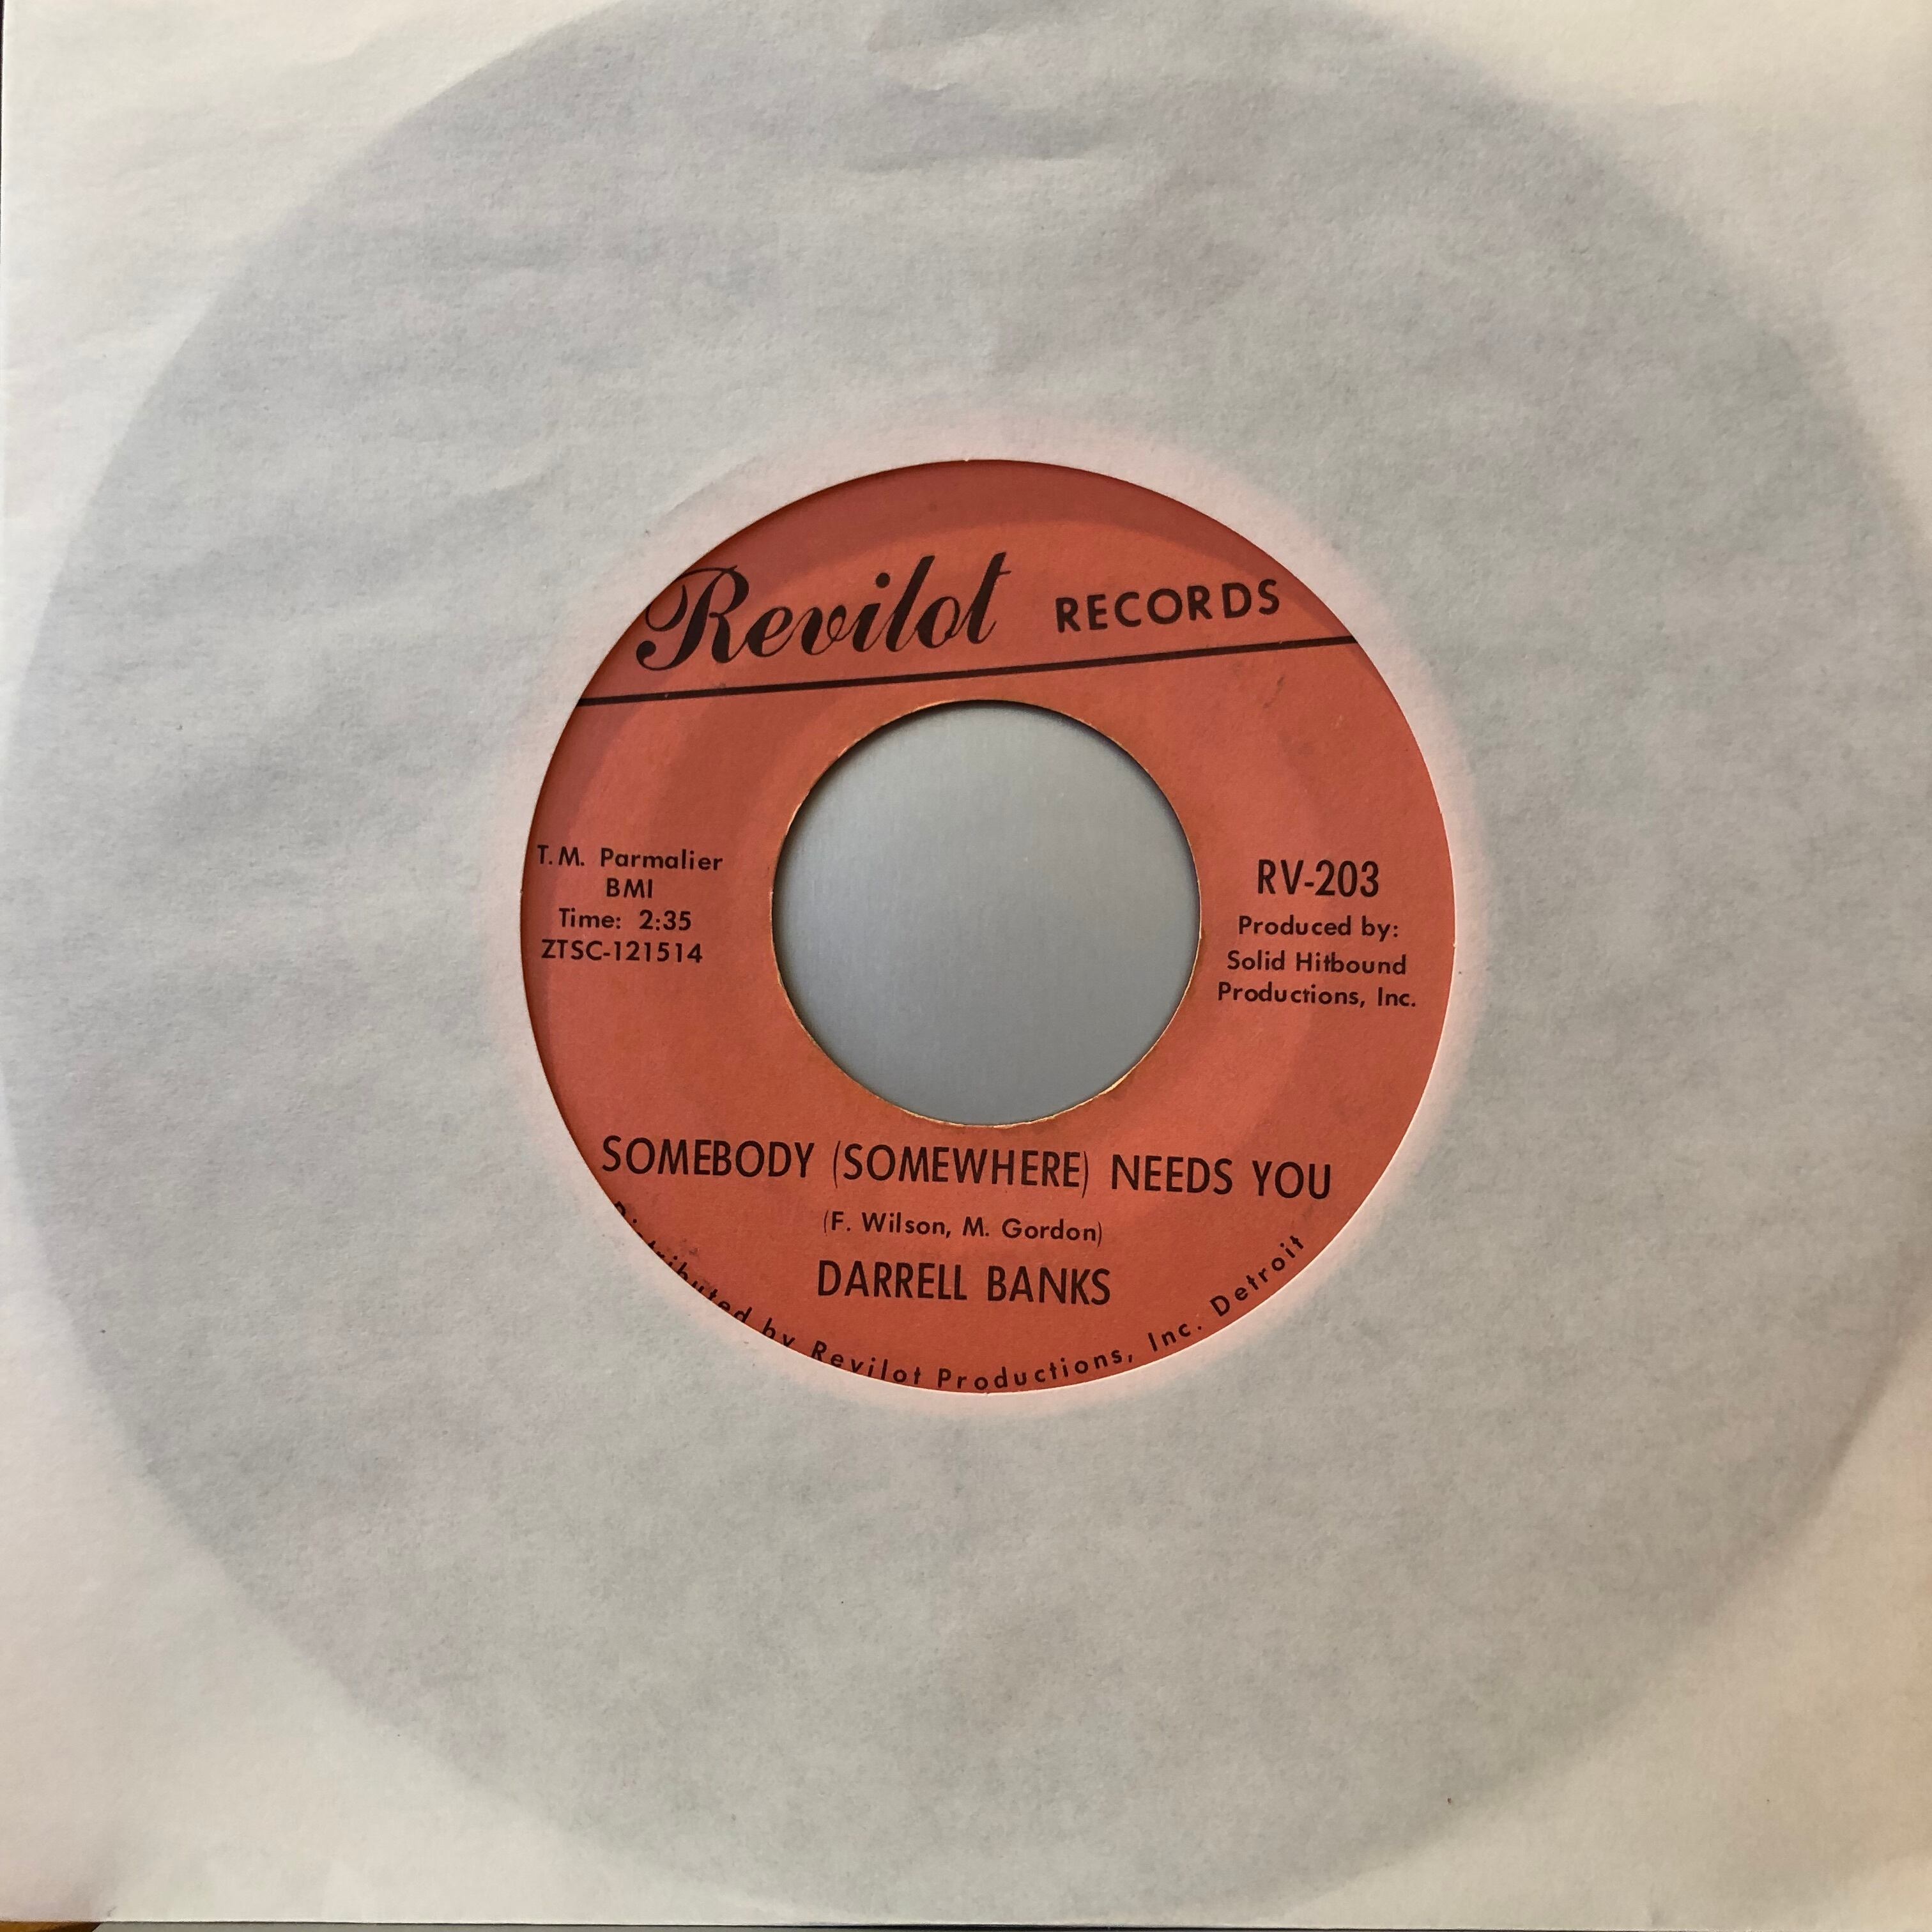 Revilot RECORDS
T.M. Parmalier
BMI
Time: 2:35
ZTSC-121514
RV-203
Produced by:
Solid Hitbound
Productions, Inc.
SOMEBODY (SOMEWHERE) NEEDS YOU
(F. Wilson, M. Gordon)
DARRELL BANKS
Distributed by Revilot Productions, Inc. Detroit